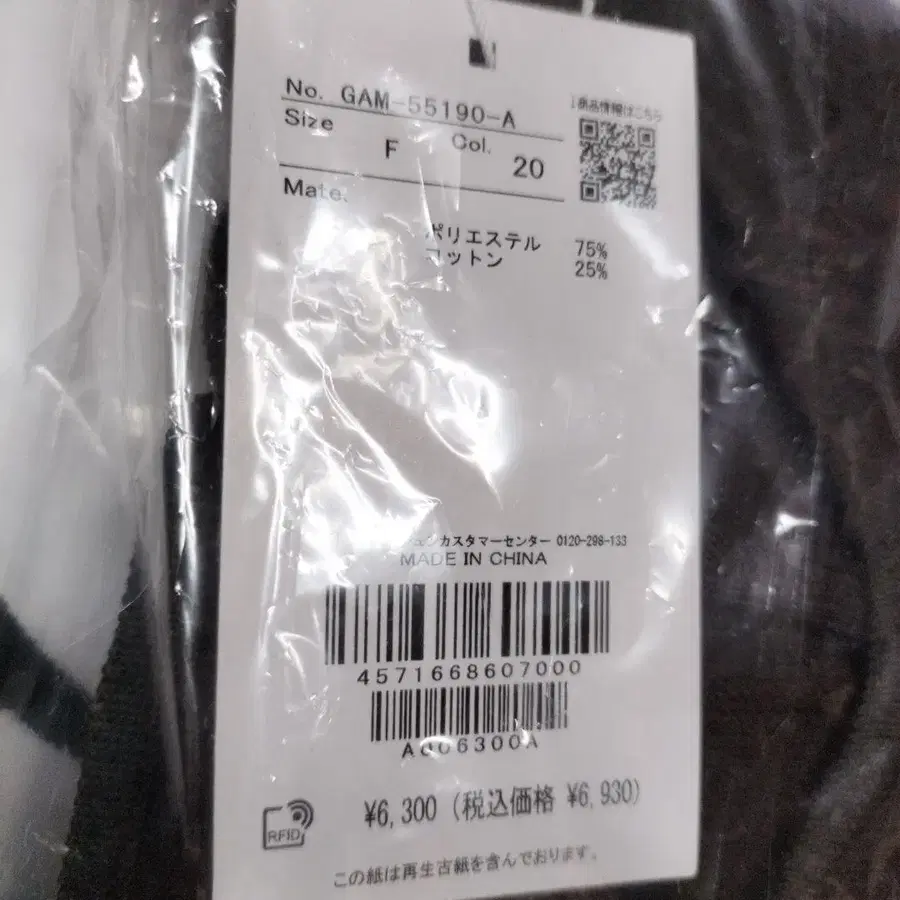 No. GAM-55190-A
商品情報はこちら
Size F Col. 20
Mate.
ポリエステル 75%
コットン 25%
カスタマーセンター 0120-298-133
MADE IN CHINA
4571668607000
A006300A
¥6,300 (税込価格 ¥6,930)
RFID
この紙は再生古紙を含んでおります。